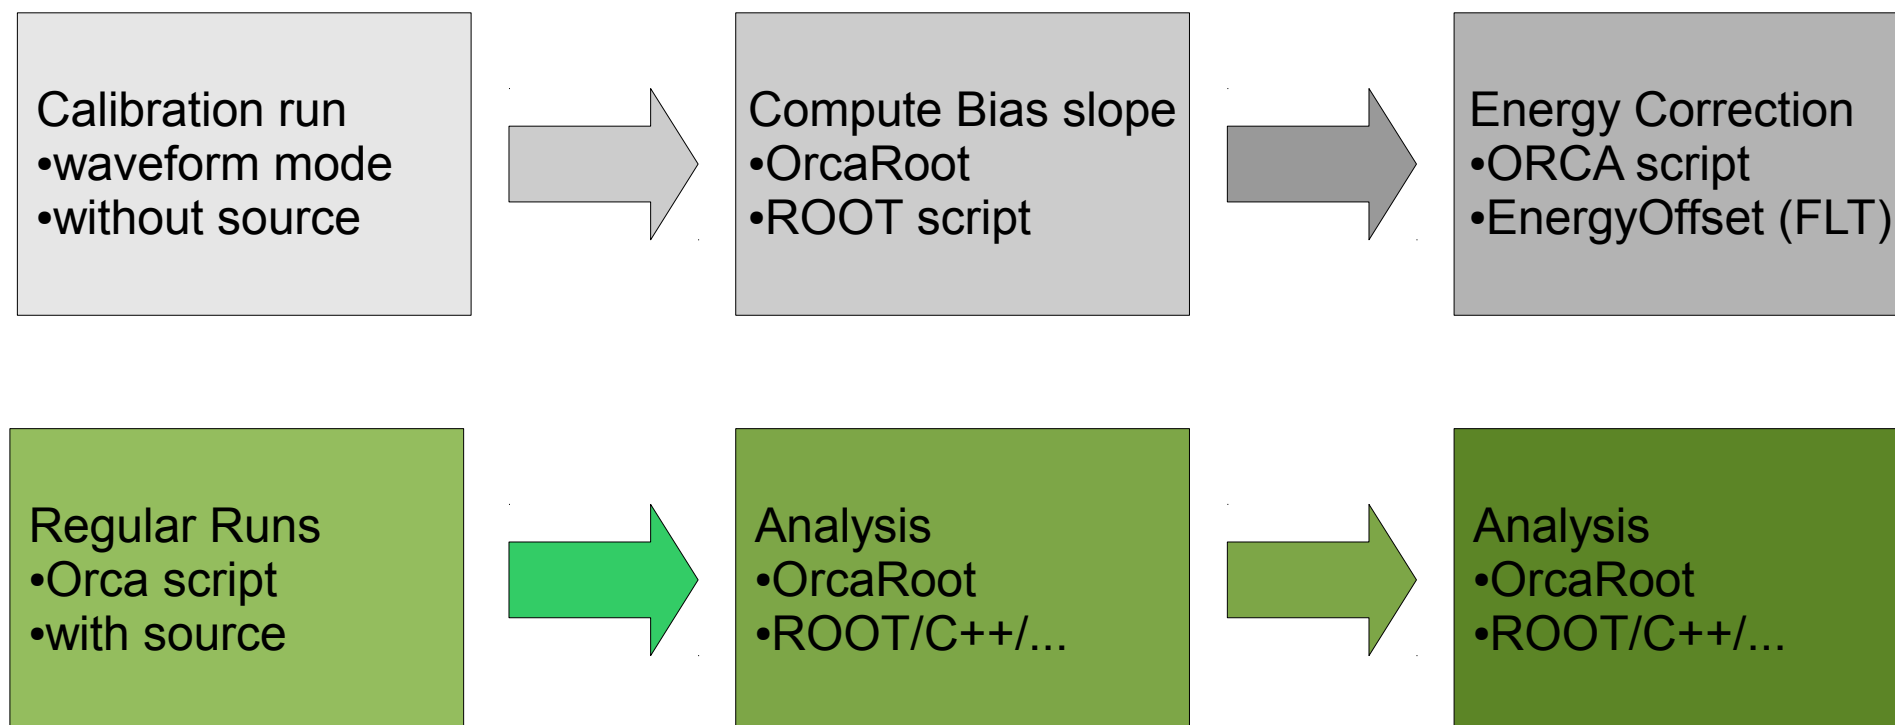 Calibration run
•waveform mode
•without source
Compute Bias slope
•OrcaRoot
•ROOT script
Energy Correction
•ORCA script
•EnergyOffset (FLT)
Regular Runs
•Orca script
•with source
Analysis
•OrcaRoot
•ROOT/C++/...
Analysis
•OrcaRoot
•ROOT/C++/...